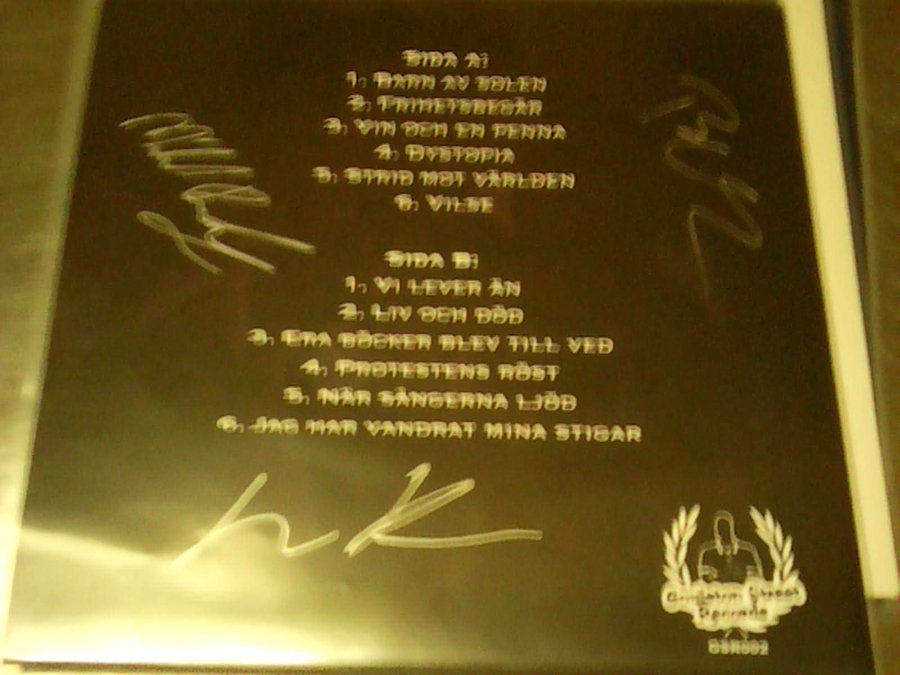 Sida A:
1. Barn av solen
2. Frihetsbegär
3. Vin och en penna
4. Dystopia
5. Strid mot världen
6. Vilse
Sida B:
1. Vi lever än
2. Liv och död
3. Era böcker blev till ved
4. Protestens röst
5. När sångerna ljöd
6. Jag har vandrat mina stigar
Street
Records